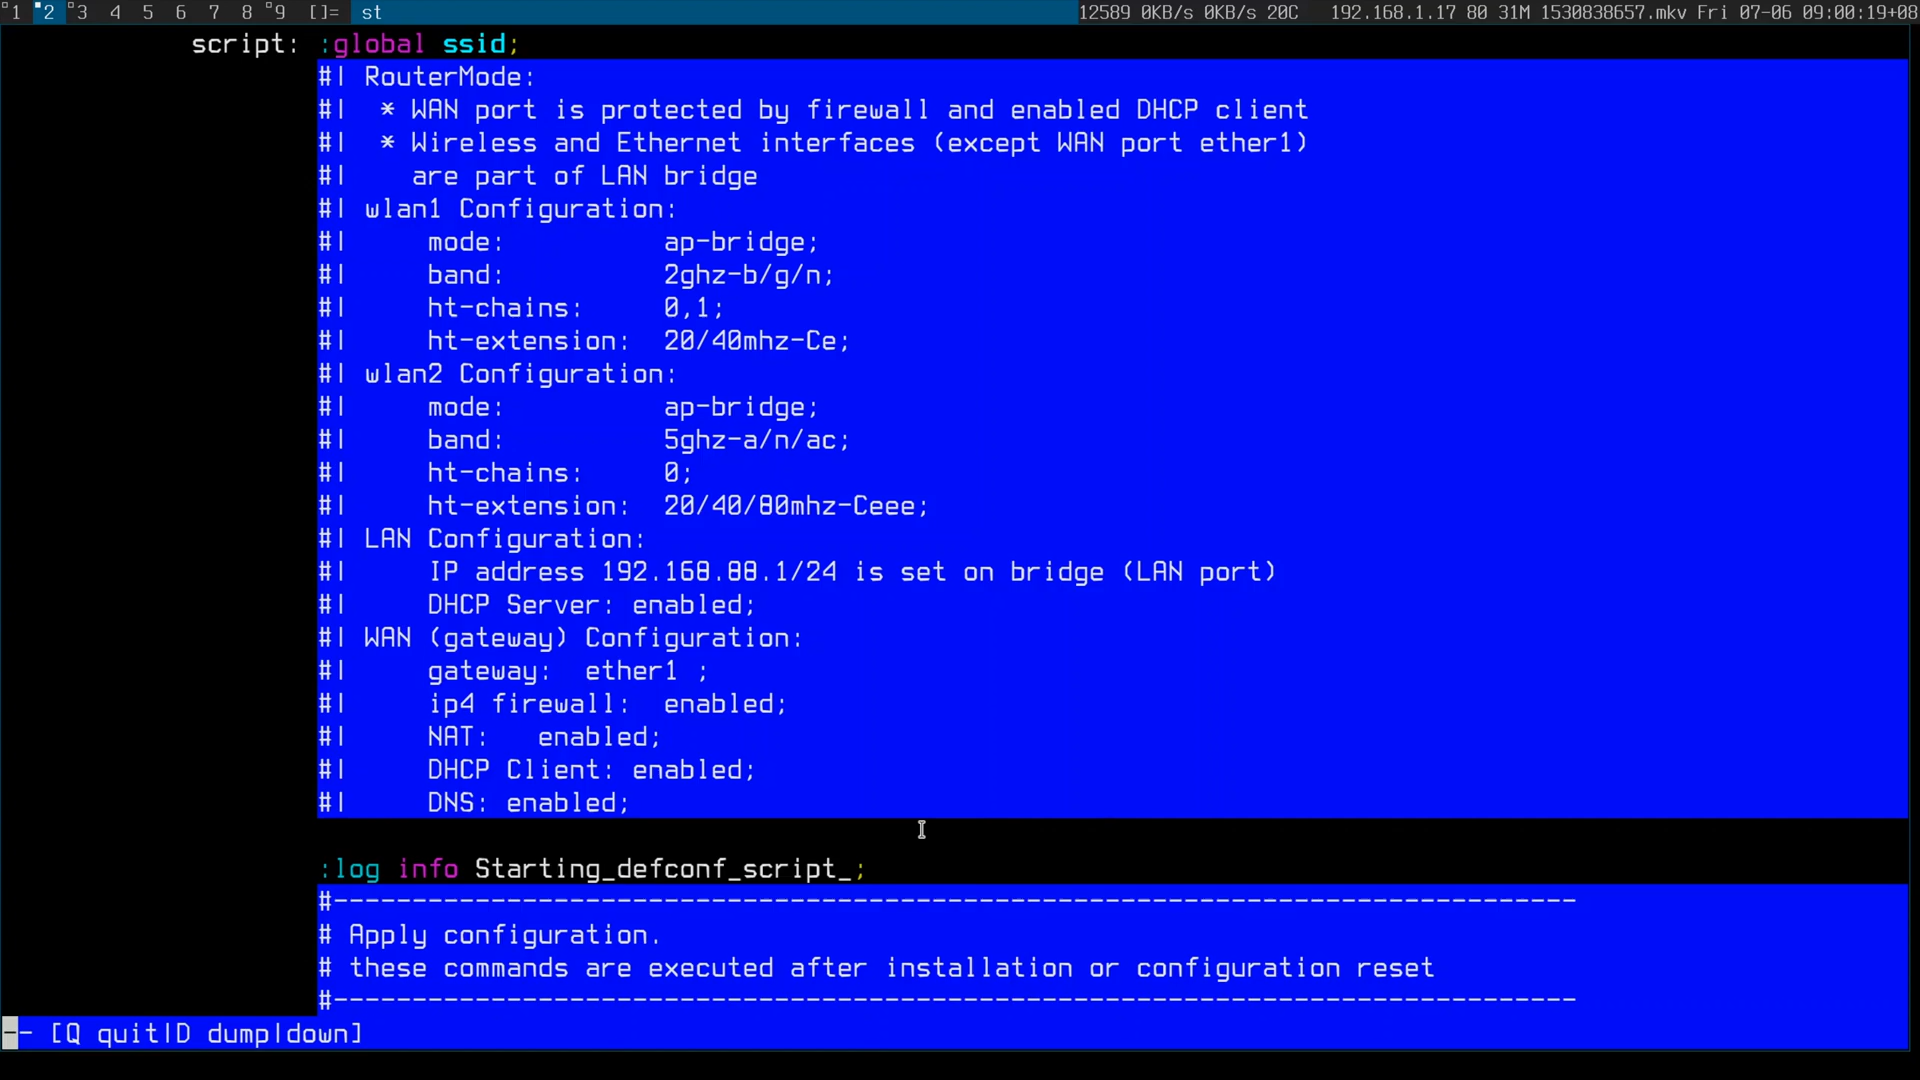 1 2 3 4 5 6 7 8 9 []= st 12589 0KB/s 0KB/s 20C 192.168.1.17 80 31M 1530838657.mkv Fri 07-06 09:00:19+08
script: :global ssid;
#| RouterMode:
#|  * WAN port is protected by firewall and enabled DHCP client
#|  * Wireless and Ethernet interfaces (except WAN port ether1)
#|    are part of LAN bridge
#| wlan1 Configuration:
#|     mode:          ap-bridge;
#|     band:          2ghz-b/g/n;
#|     ht-chains:     0,1;
#|     ht-extension:  20/40mhz-Ce;
#| wlan2 Configuration:
#|     mode:          ap-bridge;
#|     band:          5ghz-a/n/ac;
#|     ht-chains:     0;
#|     ht-extension:  20/40/80mhz-Ceee;
#| LAN Configuration:
#|     IP address 192.168.88.1/24 is set on bridge (LAN port)
#|     DHCP Server: enabled;
#| WAN (gateway) Configuration:
#|     gateway:  ether1 ;
#|     ip4 firewall:  enabled;
#|     NAT:   enabled;
#|     DHCP Client: enabled;
#|     DNS: enabled;
:log info Starting_defconf_script_;
#-------------------------------------------------------------------------------
# Apply configuration.
# these commands are executed after installation or configuration reset
#-------------------------------------------------------------------------------
-- [Q quit|D dump|down]